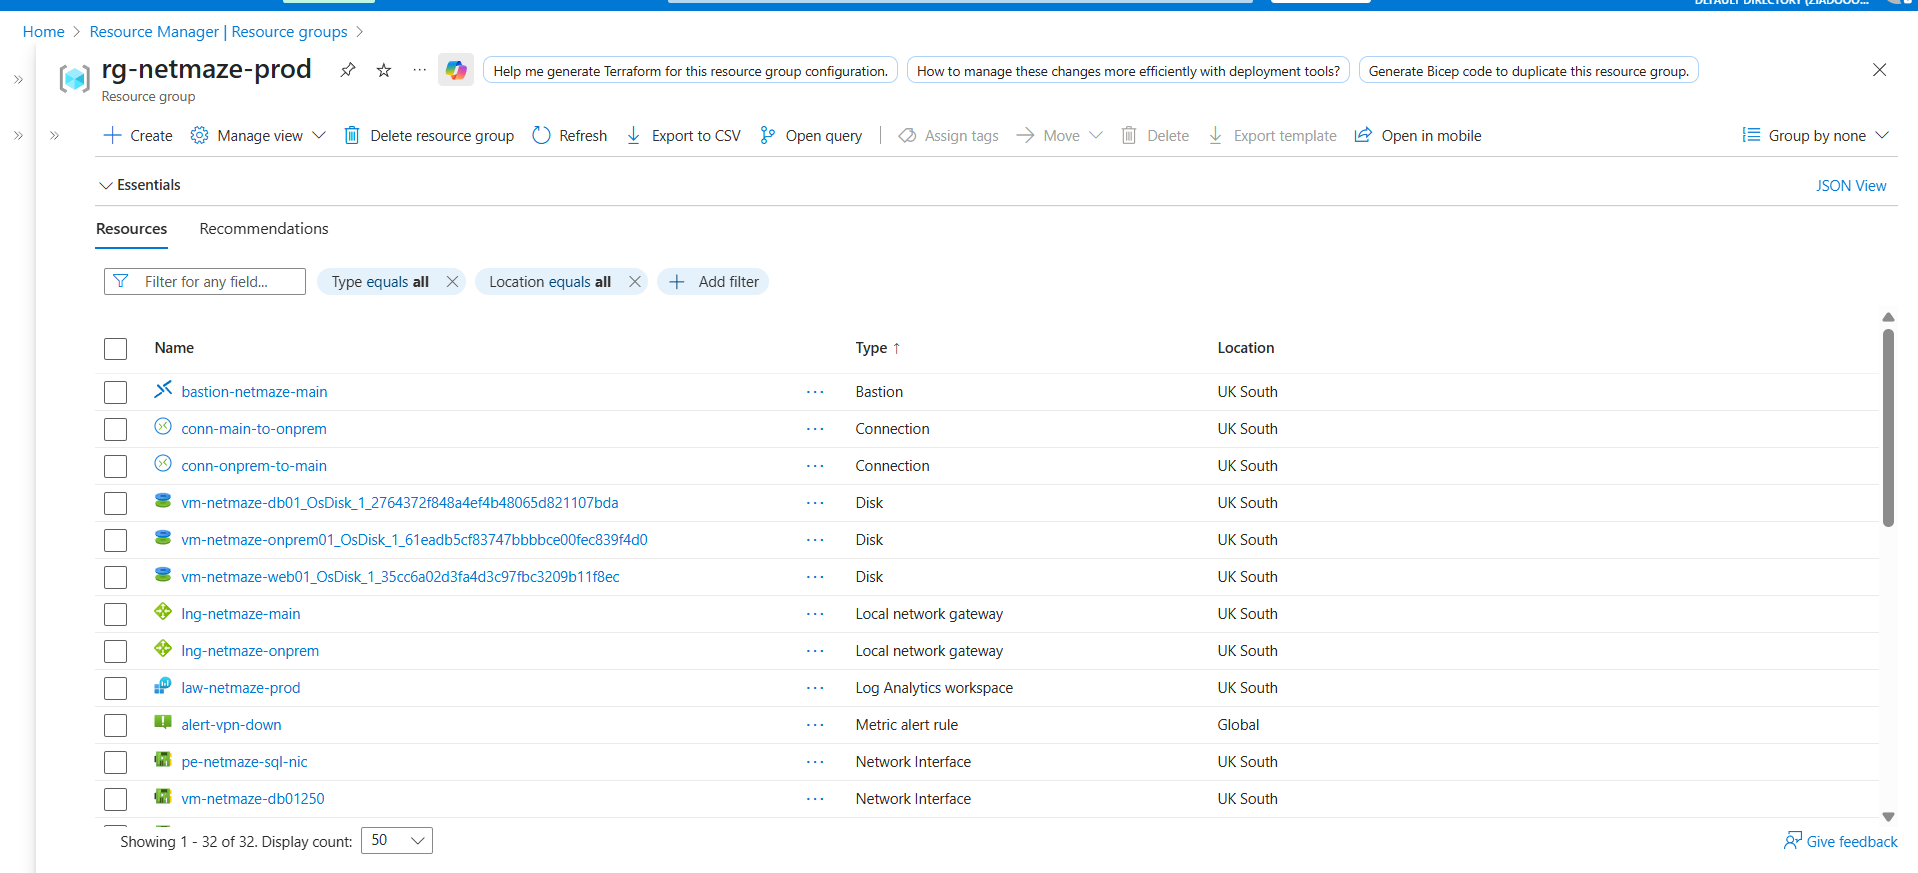 DEFAULT DIRECTORY (ZIADOOO...
Home > Resource Manager | Resource groups >
rg-netmaze-prod
Resource group
Help me generate Terraform for this resource group configuration.
How to manage these changes more efficiently with deployment tools?
Generate Bicep code to duplicate this resource group.
Create Manage view Delete resource group Refresh Export to CSV Open query Assign tags Move Delete Export template Open in mobile Group by none
Essentials JSON View
Resources Recommendations
Filter for any field... Type equals all Location equals all Add filter
Name Type ↑ Location
bastion-netmaze-main ... Bastion UK South
conn-main-to-onprem ... Connection UK South
conn-onprem-to-main ... Connection UK South
vm-netmaze-db01_OsDisk_1_2764372f848a4ef4b48065d821107bda ... Disk UK South
vm-netmaze-onprem01_OsDisk_1_61eadb5cf83747bbbbce00fec839f4d0 ... Disk UK South
vm-netmaze-web01_OsDisk_1_35cc6a02d3fa4d3c97fbc3209b11f8ec ... Disk UK South
lng-netmaze-main ... Local network gateway UK South
lng-netmaze-onprem ... Local network gateway UK South
law-netmaze-prod ... Log Analytics workspace UK South
alert-vpn-down ... Metric alert rule Global
pe-netmaze-sql-nic ... Network Interface UK South
vm-netmaze-db01250 ... Network Interface UK South
Showing 1 - 32 of 32. Display count: 50 Give feedback